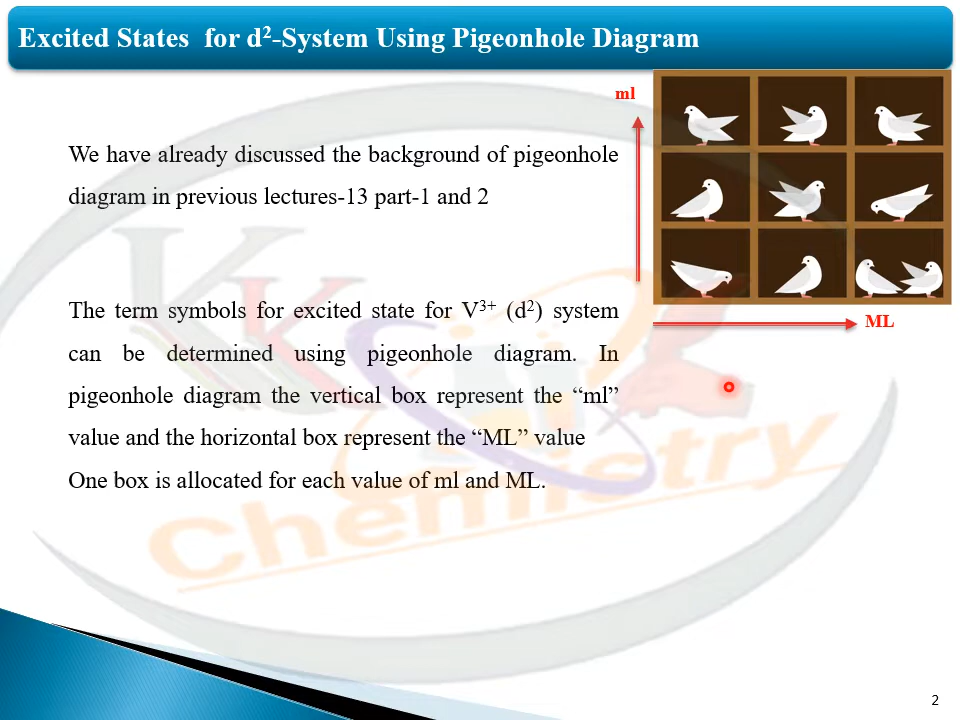 Excited States for d²-System Using Pigeonhole Diagram
ml
We have already discussed the background of pigeonhole
diagram in previous lectures-13 part-1 and 2
ML
The term symbols for excited state for V³⁺ (d²) system
can be determined using pigeonhole diagram. In
pigeonhole diagram the vertical box represent the “ml”
value and the horizontal box represent the “ML” value
One box is allocated for each value of ml and ML.
Chemistry
2